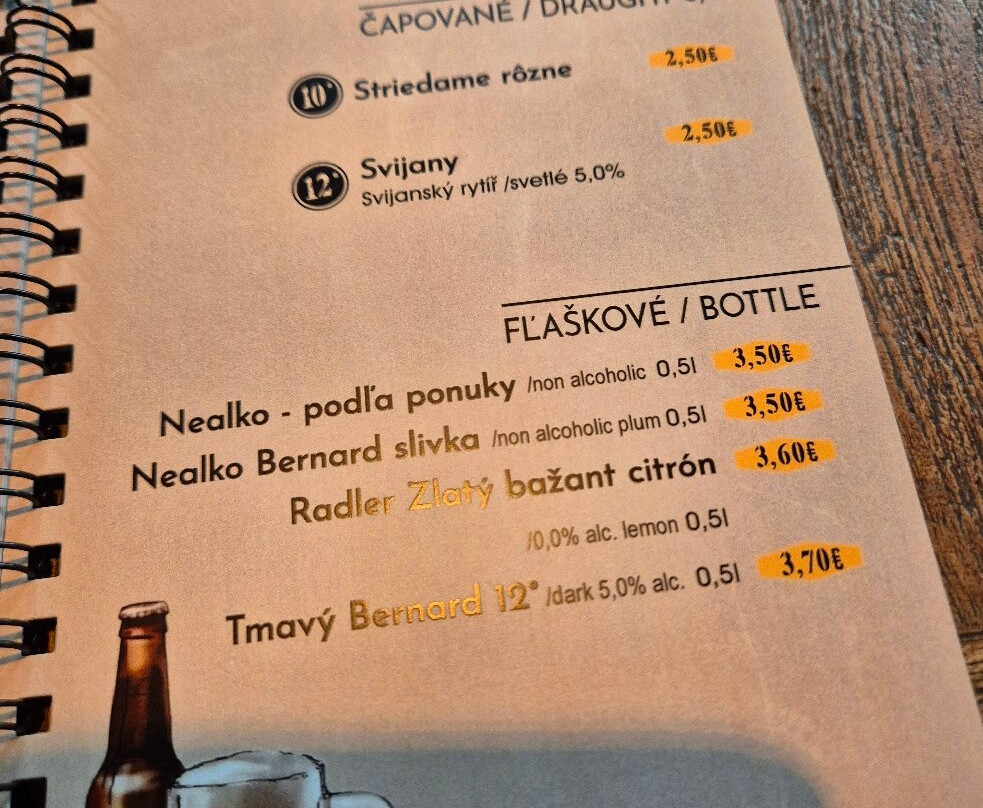 ČAPOVANÉ / DRAUGHT
10° Striedame rôzne 2,50€
12° Svijany 2,50€
Svijanský rytíř /svetlé 5,0%
FĽAŠKOVÉ / BOTTLE
Nealko - podľa ponuky /non alcoholic 0,5l 3,50€
Nealko Bernard slivka /non alcoholic plum 0,5l 3,50€
Radler Zlatý bažant citrón 3,60€
/0,0% alc. lemon 0,5l
Tmavý Bernard 12° /dark 5,0% alc. 0,5l 3,70€